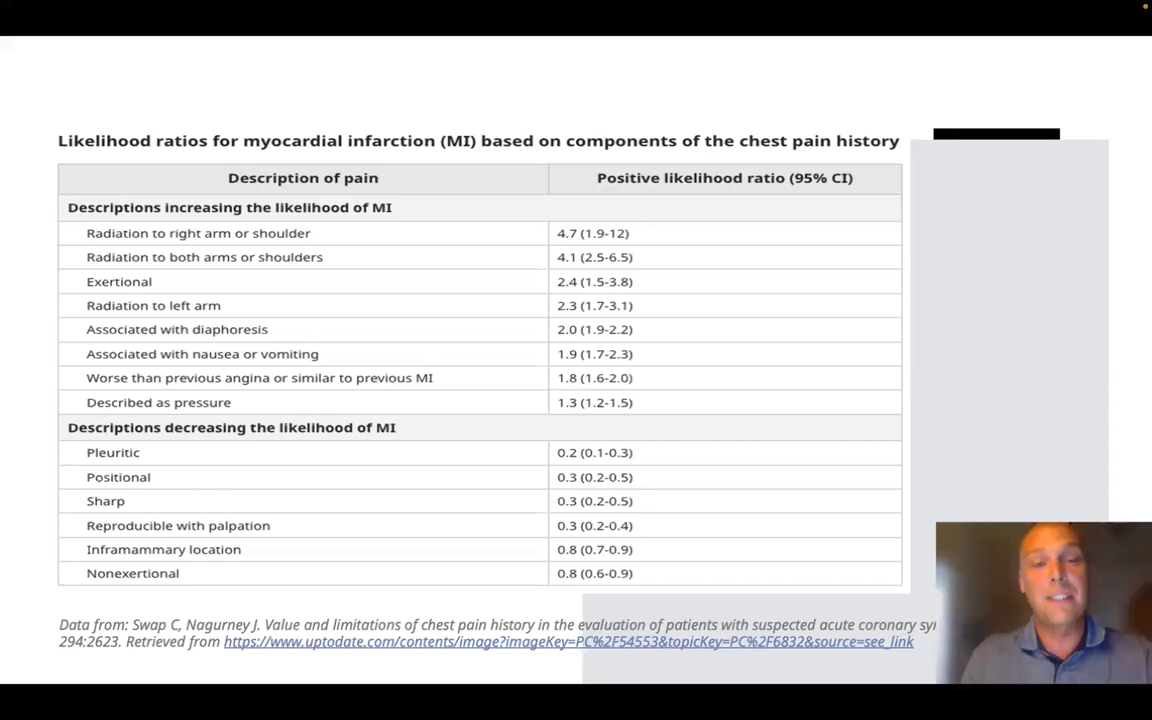 Likelihood ratios for myocardial infarction (MI) based on components of the chest pain history
Description of pain Positive likelihood ratio (95% CI)
Descriptions increasing the likelihood of MI
Radiation to right arm or shoulder 4.7 (1.9-12)
Radiation to both arms or shoulders 4.1 (2.5-6.5)
Exertional 2.4 (1.5-3.8)
Radiation to left arm 2.3 (1.7-3.1)
Associated with diaphoresis 2.0 (1.9-2.2)
Associated with nausea or vomiting 1.9 (1.7-2.3)
Worse than previous angina or similar to previous MI 1.8 (1.6-2.0)
Described as pressure 1.3 (1.2-1.5)
Descriptions decreasing the likelihood of MI
Pleuritic 0.2 (0.1-0.3)
Positional 0.3 (0.2-0.5)
Sharp 0.3 (0.2-0.5)
Reproducible with palpation 0.3 (0.2-0.4)
Inframammary location 0.8 (0.7-0.9)
Nonexertional 0.8 (0.6-0.9)
Data from: Swap C, Nagurney J. Value and limitations of chest pain history in the evaluation of patients with suspected acute coronary
294:2623. Retrieved from https://www.uptodate.com/contents/image?imageKey=PC%2F54553&topicKey=PC%2F6832&source=see_link